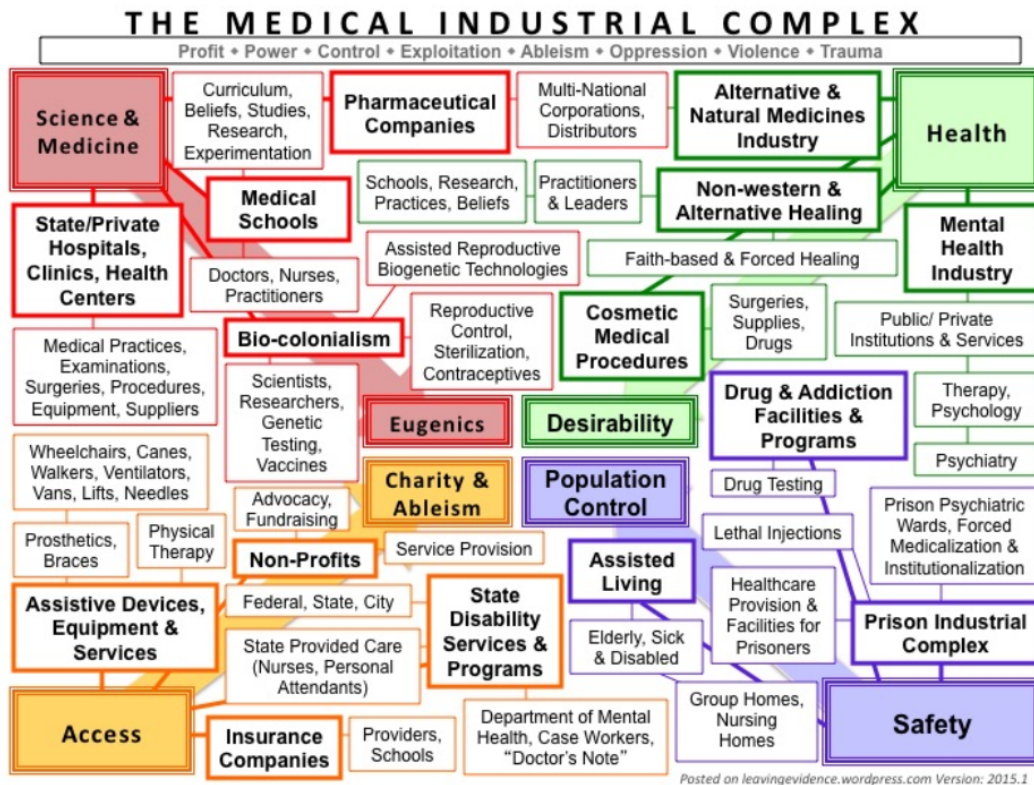 THE MEDICAL INDUSTRIAL COMPLEX
Profit ◆ Power ◆ Control ◆ Exploitation ◆ Ableism ◆ Oppression ◆ Violence ◆ Trauma
Science &
Medicine
Curriculum,
Beliefs, Studies,
Research,
Experimentation
Pharmaceutical
Companies
Multi-National
Corporations,
Distributors
Alternative &
Natural Medicines
Industry
Health
Medical
Schools
Schools, Research,
Practices, Beliefs
Practitioners
& Leaders
Non-western &
Alternative Healing
State/Private
Hospitals,
Clinics, Health
Centers
Doctors, Nurses,
Practitioners
Assisted Reproductive
Biogenetic Technologies
Faith-based & Forced Healing
Mental
Health
Industry
Bio-colonialism
Reproductive
Control,
Sterilization,
Contraceptives
Cosmetic
Medical
Procedures
Surgeries,
Supplies,
Drugs
Public/ Private
Institutions & Services
Medical Practices,
Examinations,
Surgeries, Procedures,
Equipment, Suppliers
Scientists,
Researchers,
Genetic
Testing,
Vaccines
Eugenics
Desirability
Drug & Addiction
Facilities &
Programs
Therapy,
Psychology
Psychiatry
Wheelchairs, Canes,
Walkers, Ventilators,
Vans, Lifts, Needles
Charity &
Ableism
Population
Control
Drug Testing
Advocacy,
Fundraising
Prosthetics,
Braces
Physical
Therapy
Non-Profits
Service Provision
Assisted
Living
Lethal Injections
Prison Psychiatric
Wards, Forced
Medicalization &
Institutionalization
Assistive Devices,
Equipment &
Services
Federal, State, City
State
Disability
Services &
Programs
Elderly, Sick
& Disabled
Healthcare
Provision &
Facilities for
Prisoners
Prison Industrial
Complex
State Provided Care
(Nurses, Personal
Attendants)
Access
Insurance
Companies
Providers,
Schools
Department of Mental
Health, Case Workers,
“Doctor’s Note”
Group Homes,
Nursing
Homes
Safety
Posted on leavingevidence.wordpress.com Version: 2015.1